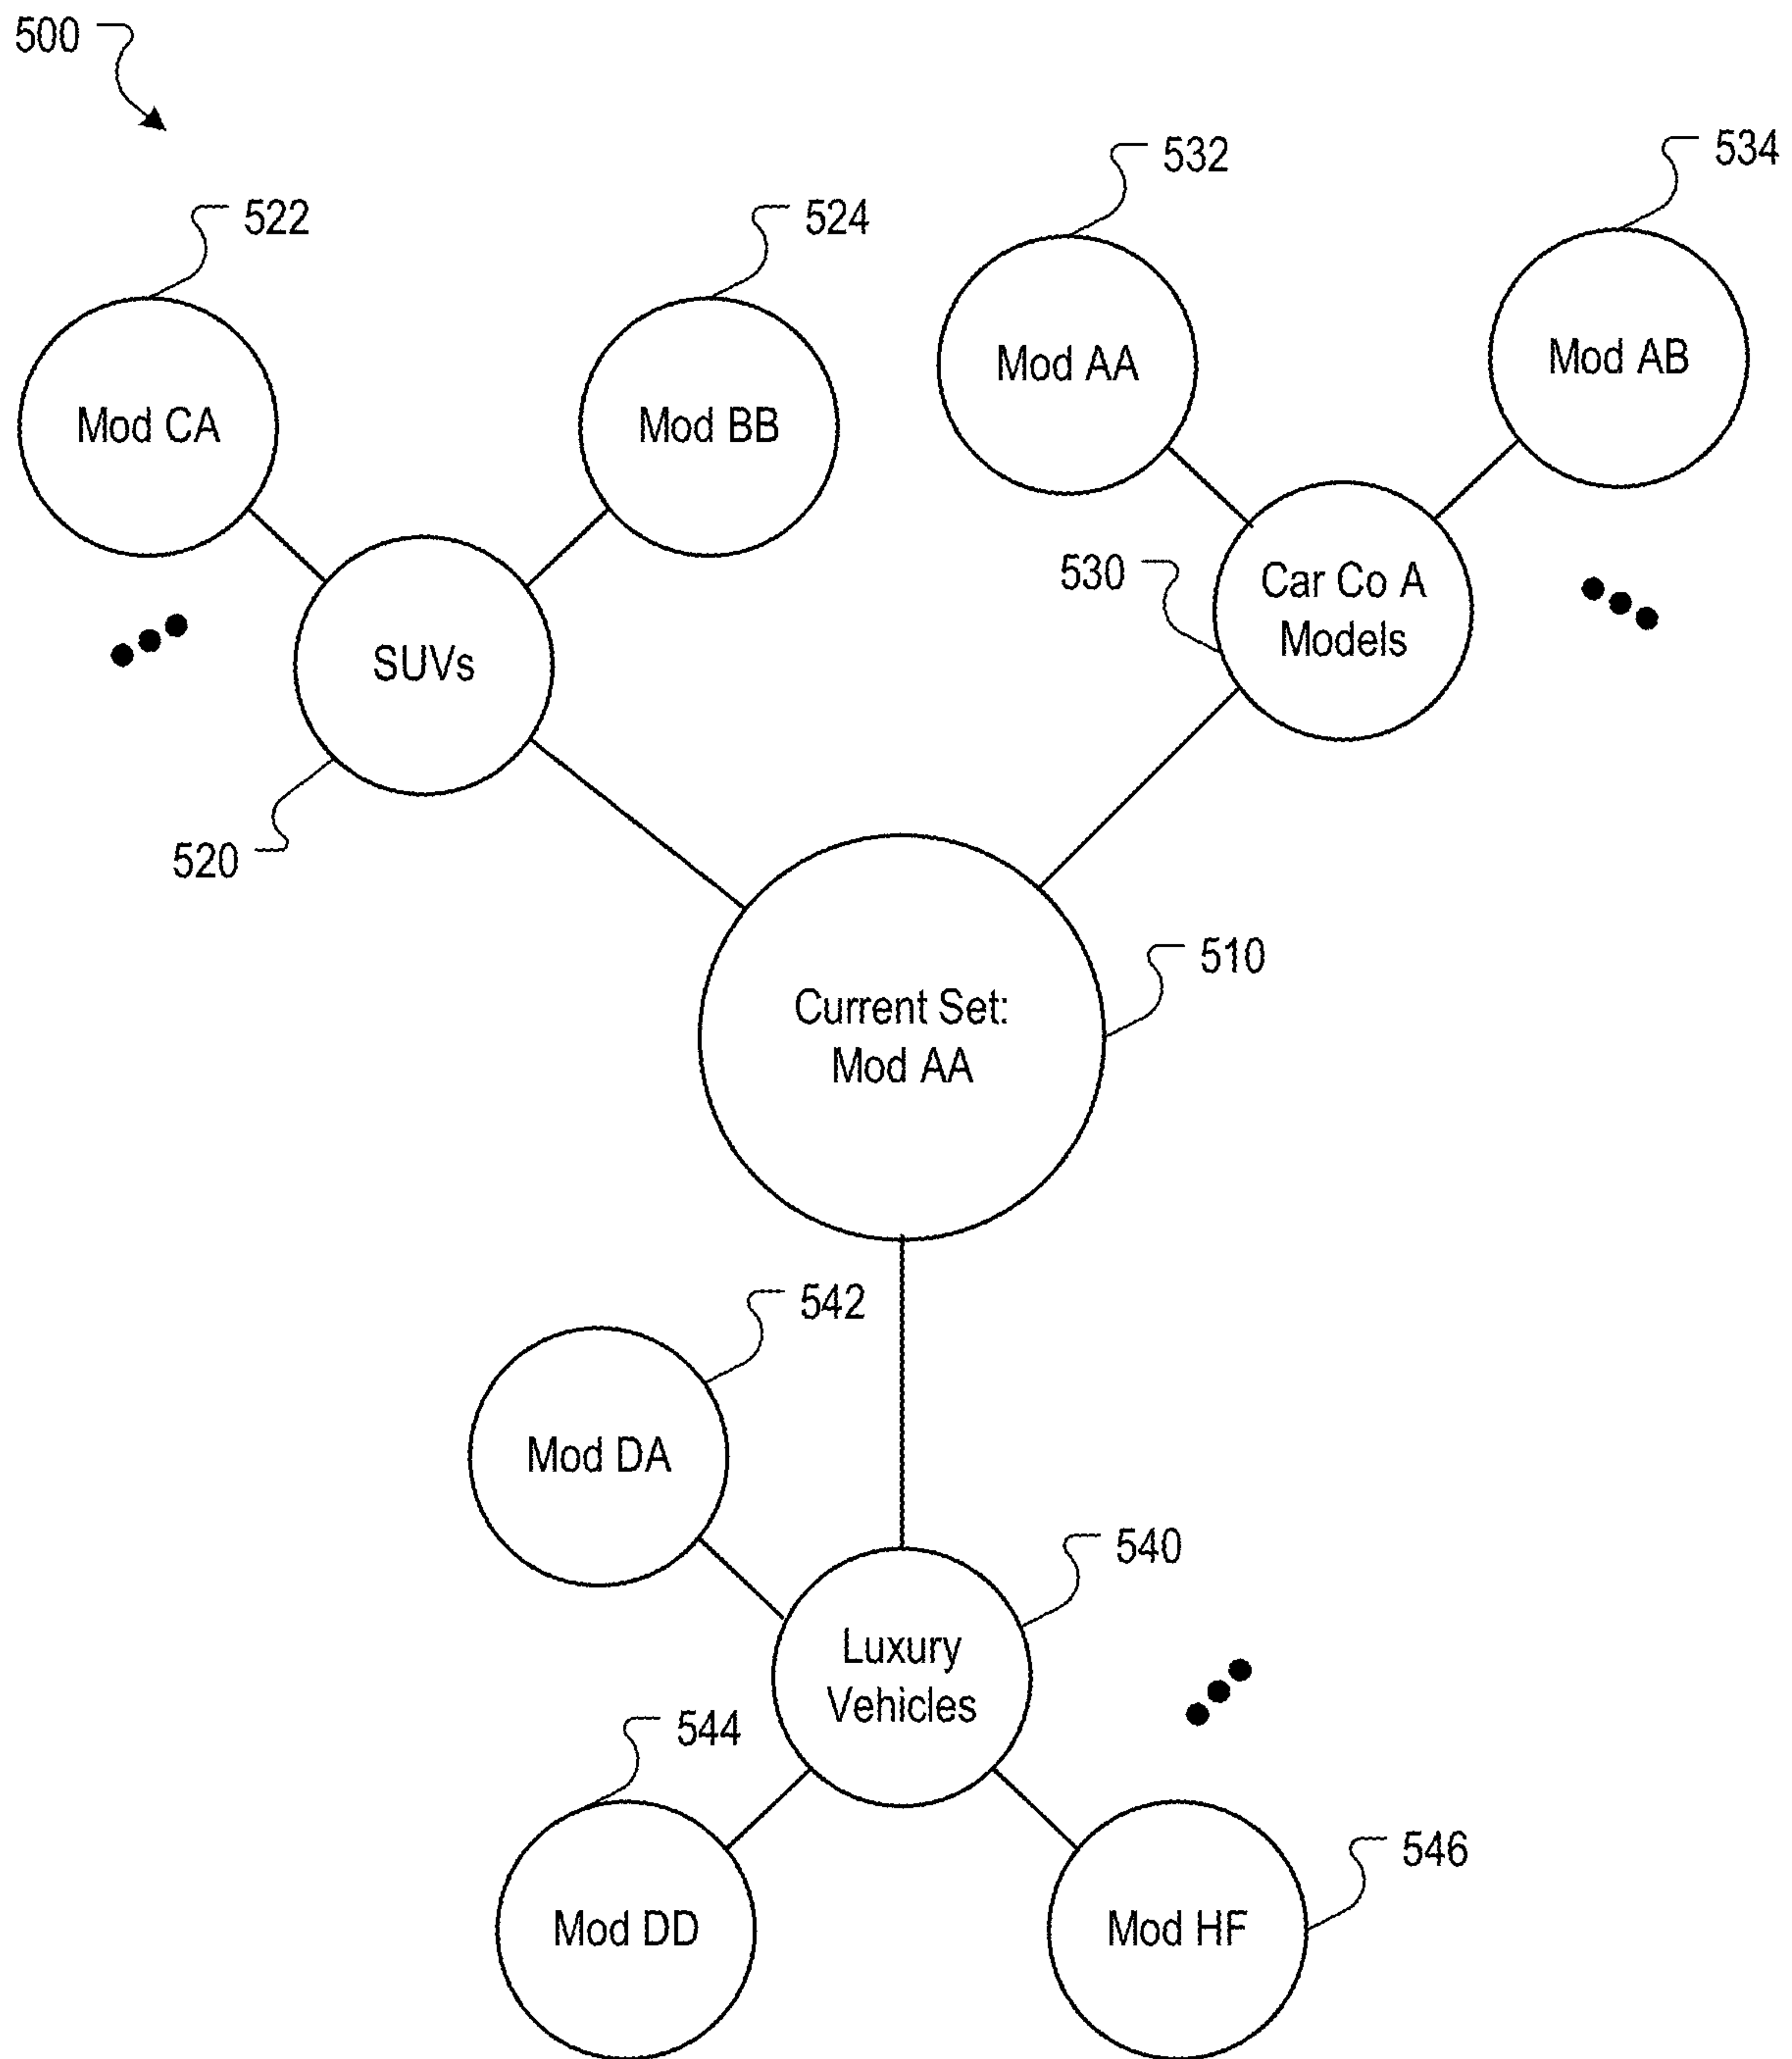 500
532
534
522
524
Mod AA
Mod AB
Mod CA
Mod BB
530
Car Co A
Models
SUVs
520
510
Current Set:
Mod AA
542
Mod DA
540
Luxury
Vehicles
544
546
Mod DD
Mod HF